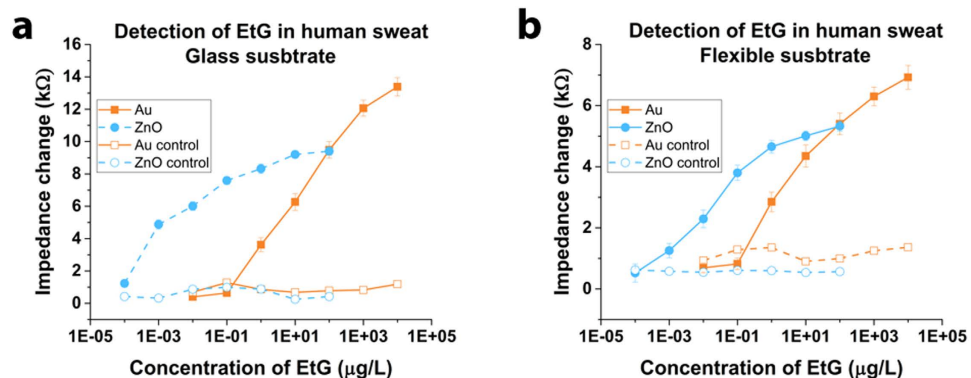 a
Detection of EtG in human sweat
Glass susbtrate
Impedance change (kΩ)
16
14
12
10
8
6
4
2
0
Au
ZnO
Au control
ZnO control
1E-05
1E-03
1E-01
1E+01
1E+03
1E+05
Concentration of EtG (µg/L)
b
Detection of EtG in human sweat
Flexible susbtrate
Impedance change (kΩ)
8
6
4
2
0
Au
ZnO
Au control
ZnO control
1E-05
1E-03
1E-01
1E+01
1E+03
1E+05
Concentration of EtG (µg/L)